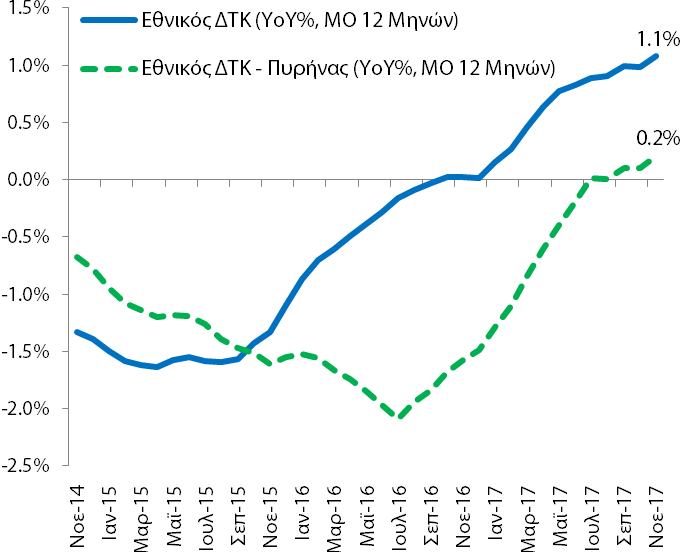 1.5%
1.0%
0.5%
0.0%
-0.5%
-1.0%
-1.5%
-2.0%
-2.5%
Εθνικός ΔΤΚ (YoY%, ΜΟ 12 Μηνών)
Εθνικός ΔΤΚ - Πυρήνας (YoY%, ΜΟ 12 Μηνών)
1.1%
0.2%
Νοε-14
Ιαν-15
Μαρ-15
Μαϊ-15
Ιουλ-15
Σεπ-15
Νοε-15
Ιαν-16
Μαρ-16
Μαϊ-16
Ιουλ-16
Σεπ-16
Νοε-16
Ιαν-17
Μαρ-17
Μαϊ-17
Ιουλ-17
Σεπ-17
Νοε-17